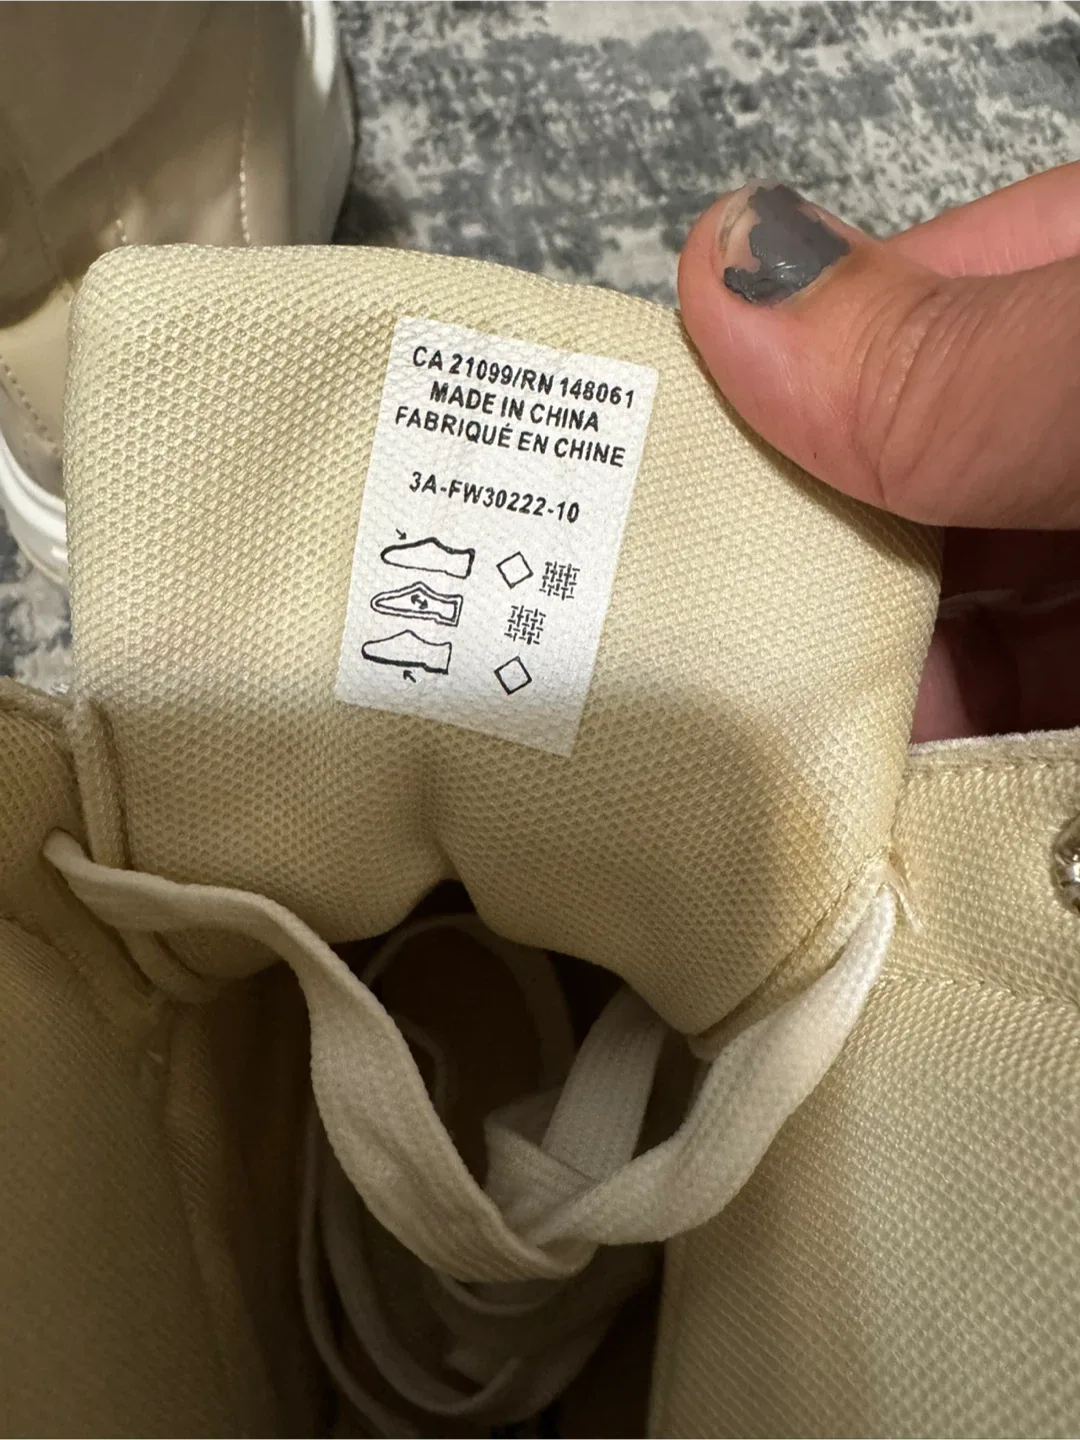 CA 21099/RN 148061
MADE IN CHINA
FABRIQUÉ EN CHINE
3A-FW30222-10